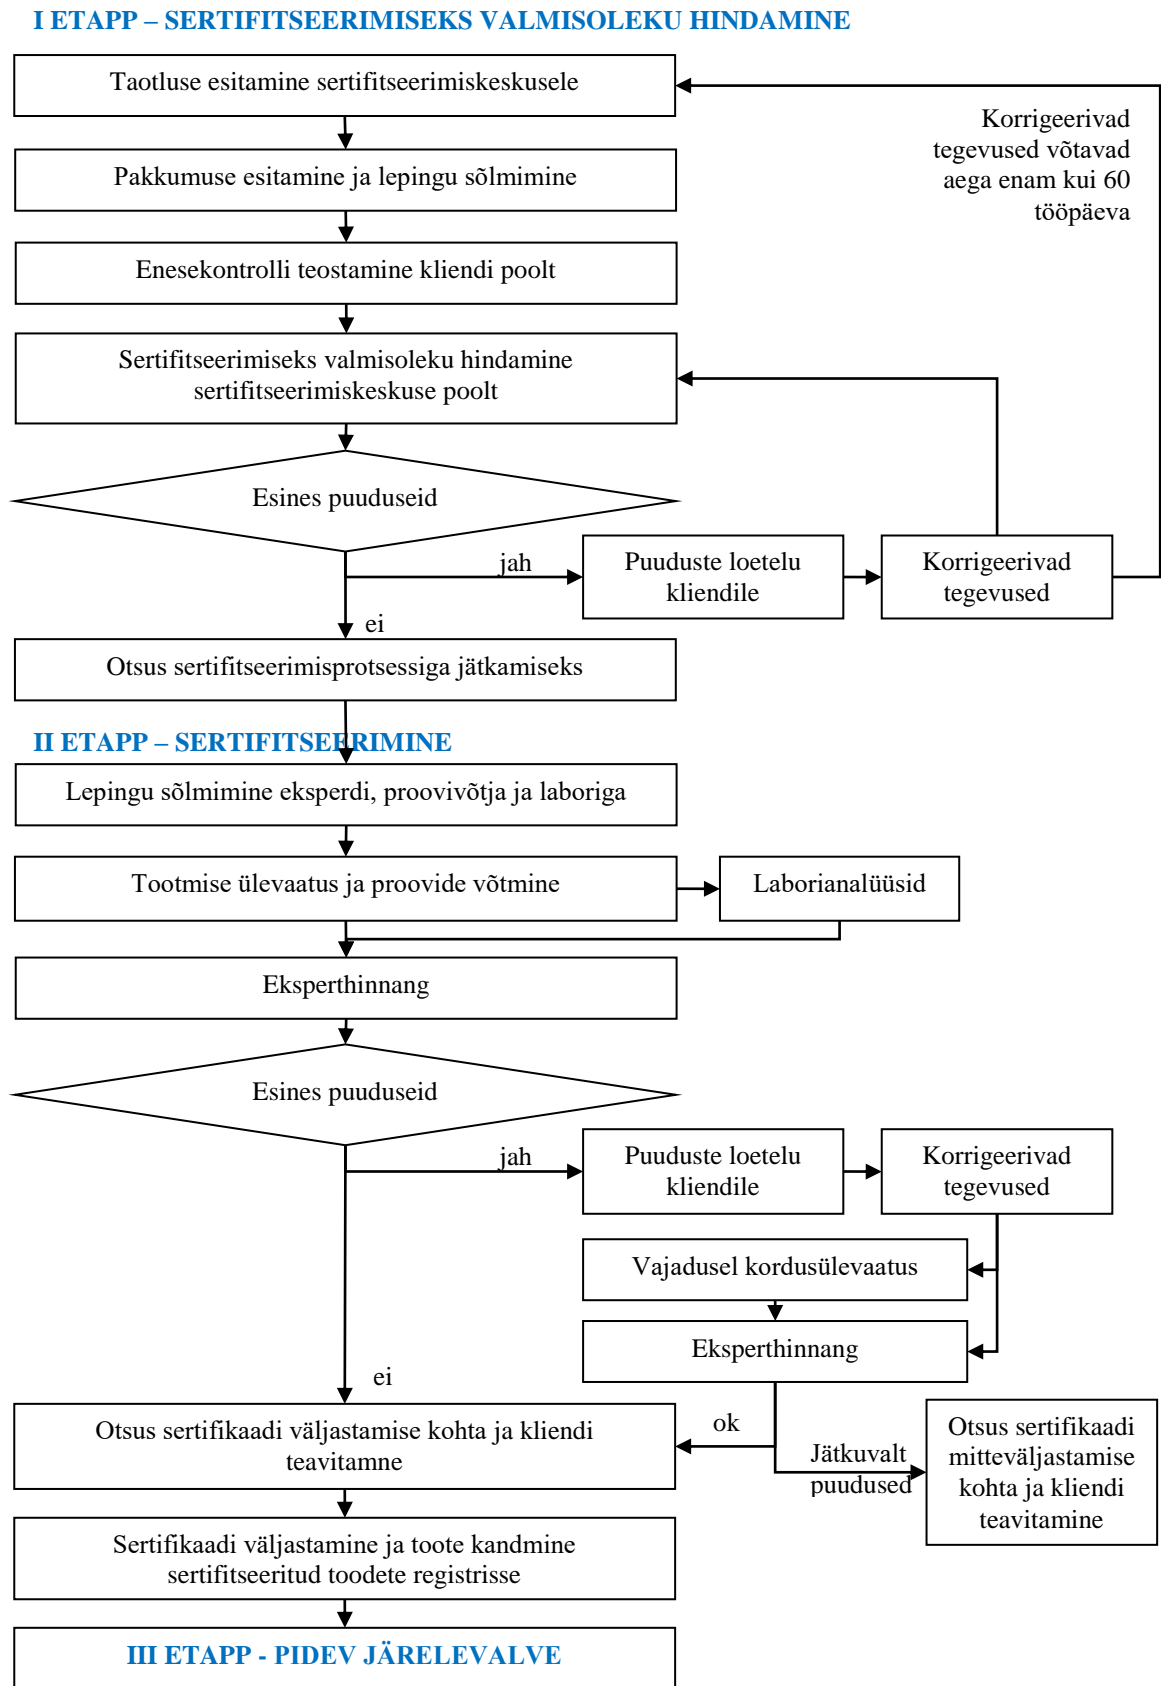 I ETAPP – SERTIFITSEERIMISEKS VALMISOLEKU HINDAMINE
Taotluse esitamine sertifitseerimiskeskusele
Korrigeerivad
tegevused võtavad
aega enam kui 60
tööpäeva
Pakkumuse esitamine ja lepingu sõlmimine
Enesekontrolli teostamine kliendi poolt
Sertifitseerimiseks valmisoleku hindamine
sertifitseerimiskeskuse poolt
Esines puuduseid
jah
Puuduste loetelu
kliendile
Korrigeerivad
tegevused
ei
Otsus sertifitseerimisprotsessiga jätkamiseks
II ETAPP – SERTIFITSEERIMINE
Lepingu sõlmimine eksperdi, proovivõtja ja laboriga
Tootmise ülevaatus ja proovide võtmine
Laborianalüüsid
Eksperthinnang
Esines puuduseid
jah
Puuduste loetelu
kliendile
Korrigeerivad
tegevused
Vajadusel kordusülevaatus
Eksperthinnang
ei
Otsus sertifikaadi väljastamise kohta ja kliendi
teavitamne
ok
Jätkuvalt
puudused
Otsus sertifikaadi
mitteväljastamise
kohta ja kliendi
teavitamine
Sertifikaadi väljastamine ja toote kandmine
sertifitseeritud toodete registrisse
III ETAPP - PIDEV JÄRELEVALVE